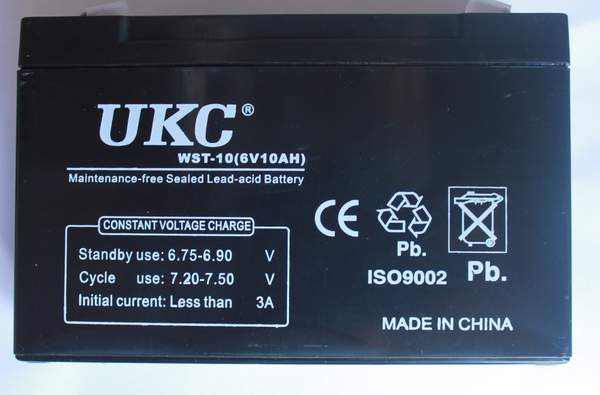 UKC®
WST-10(6V10AH)
Maintenance-free Sealed Lead-acid Battery
CONSTANT VOLTAGE CHARGE
Standby use: 6.75-6.90 V
Cycle use: 7.20-7.50 V
Initial current: Less than 3A
CE
Pb.
ISO9002
Pb.
MADE IN CHINA